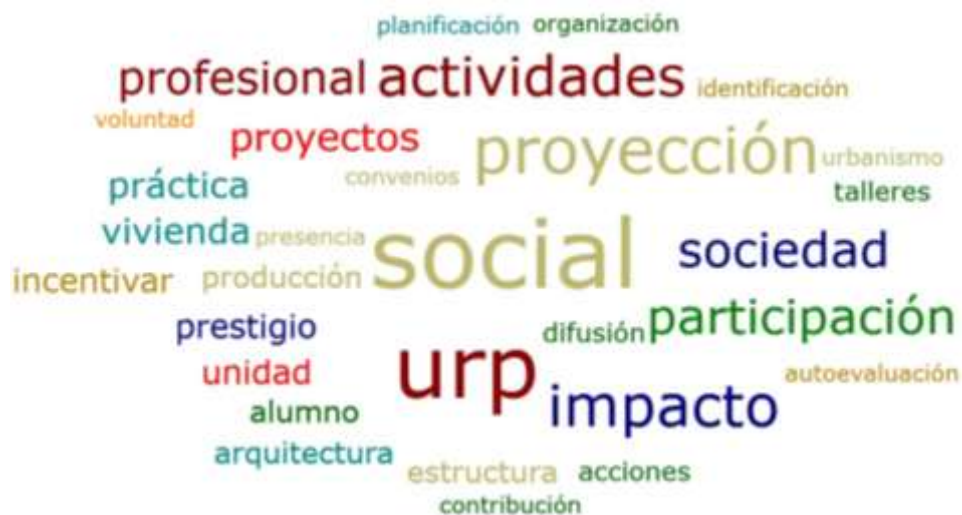 planificación organización
profesional actividades identificación
voluntad proyectos proyección urbanismo
práctica convenios talleres
vivienda presencia social sociedad
incentivar producción
prestigio difusión participación
unidad urp impacto autoevaluación
alumno
arquitectura estructura acciones
contribución